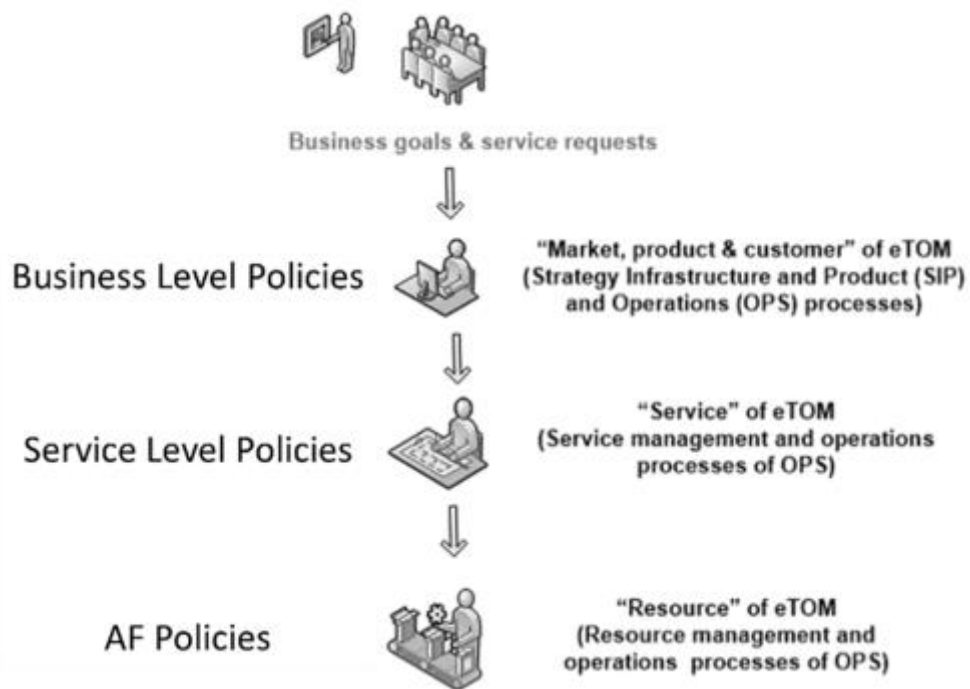 Business goals & service requests
Business Level Policies
“Market, product & customer” of eTOM
(Strategy Infrastructure and Product (SIP)
and Operations (OPS) processes)
Service Level Policies
“Service” of eTOM
(Service management and operations
processes of OPS)
AF Policies
“Resource” of eTOM
(Resource management and
operations processes of OPS)